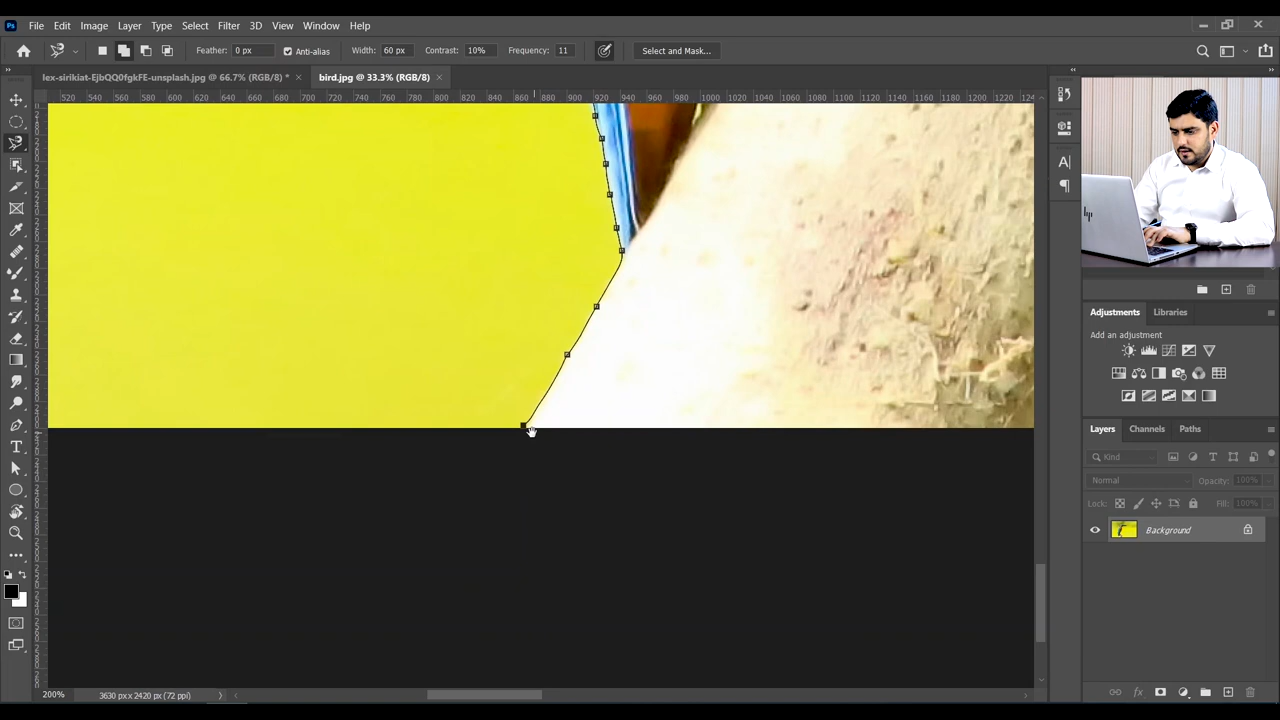 Ps File Edit Image Layer Type Select Filter 3D View Window Help
Feather: 0 px Anti-alias Width: 60 px Contrast: 10% Frequency: 11 Select and Mask...
lex-sirikiat-EjbQQ0fgkFE-unsplash.jpg @ 66.7% (RGB/8) * × bird.jpg @ 33.3% (RGB/8) ×
520 540 560 580 600 620 640 660 680 700 720 740 760 780 800 820 840 860 880 900 920 940 960 980 1000 1020 1040 1060 1080 1100 1120 1140 1160 1180 1200 1220 124
Adjustments Libraries
Add an adjustment
Layers Channels Paths
Kind
Normal Opacity: 100%
Lock: Fill: 100%
Background
200% 3630 px x 2420 px (72 ppi)